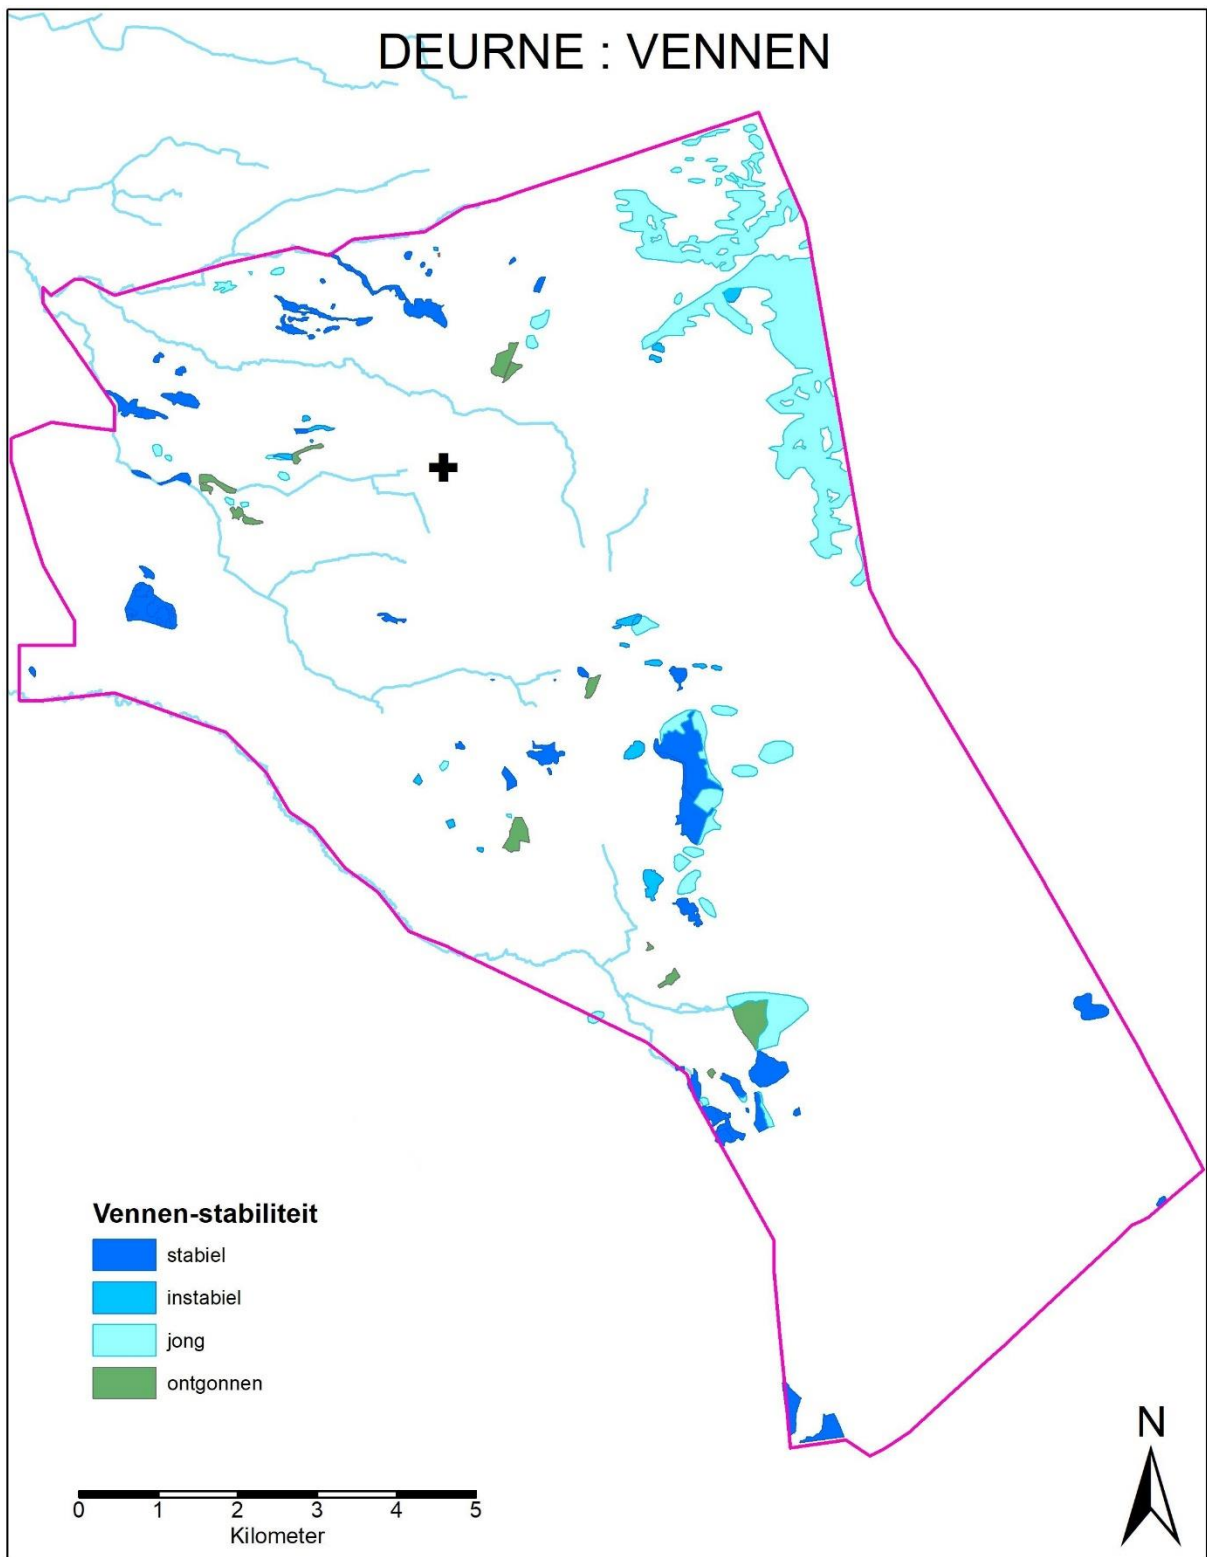 DEURNE : VENNEN
Vennen-stabiliteit
stabiel
instabiel
jong
ontgonnen
0 1 2 3 4 5
Kilometer
N